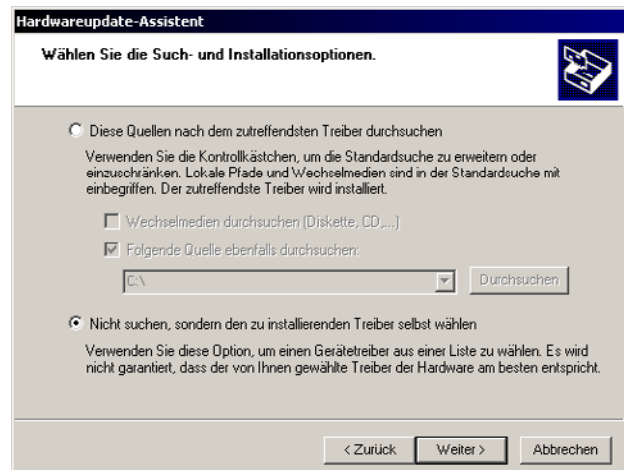 Hardwareupdate-Assistent
Wählen Sie die Such- und Installationsoptionen.
Diese Quellen nach dem zutreffendsten Treiber durchsuchen
Verwenden Sie die Kontrollkästchen, um die Standardsuche zu erweitern oder
einzuschränken. Lokale Pfade und Wechselmedien sind in der Standardsuche mit
einbegriffen. Der zutreffendste Treiber wird installiert.
Wechselmedien durchsuchen (Diskette, CD,...)
Folgende Quelle ebenfalls durchsuchen:
C:\ Durchsuchen
Nicht suchen, sondern den zu installierenden Treiber selbst wählen
Verwenden Sie diese Option, um einen Gerätetreiber aus einer Liste zu wählen. Es wird
nicht garantiert, dass der von Ihnen gewählte Treiber der Hardware am besten entspricht.
< Zurück Weiter > Abbrechen